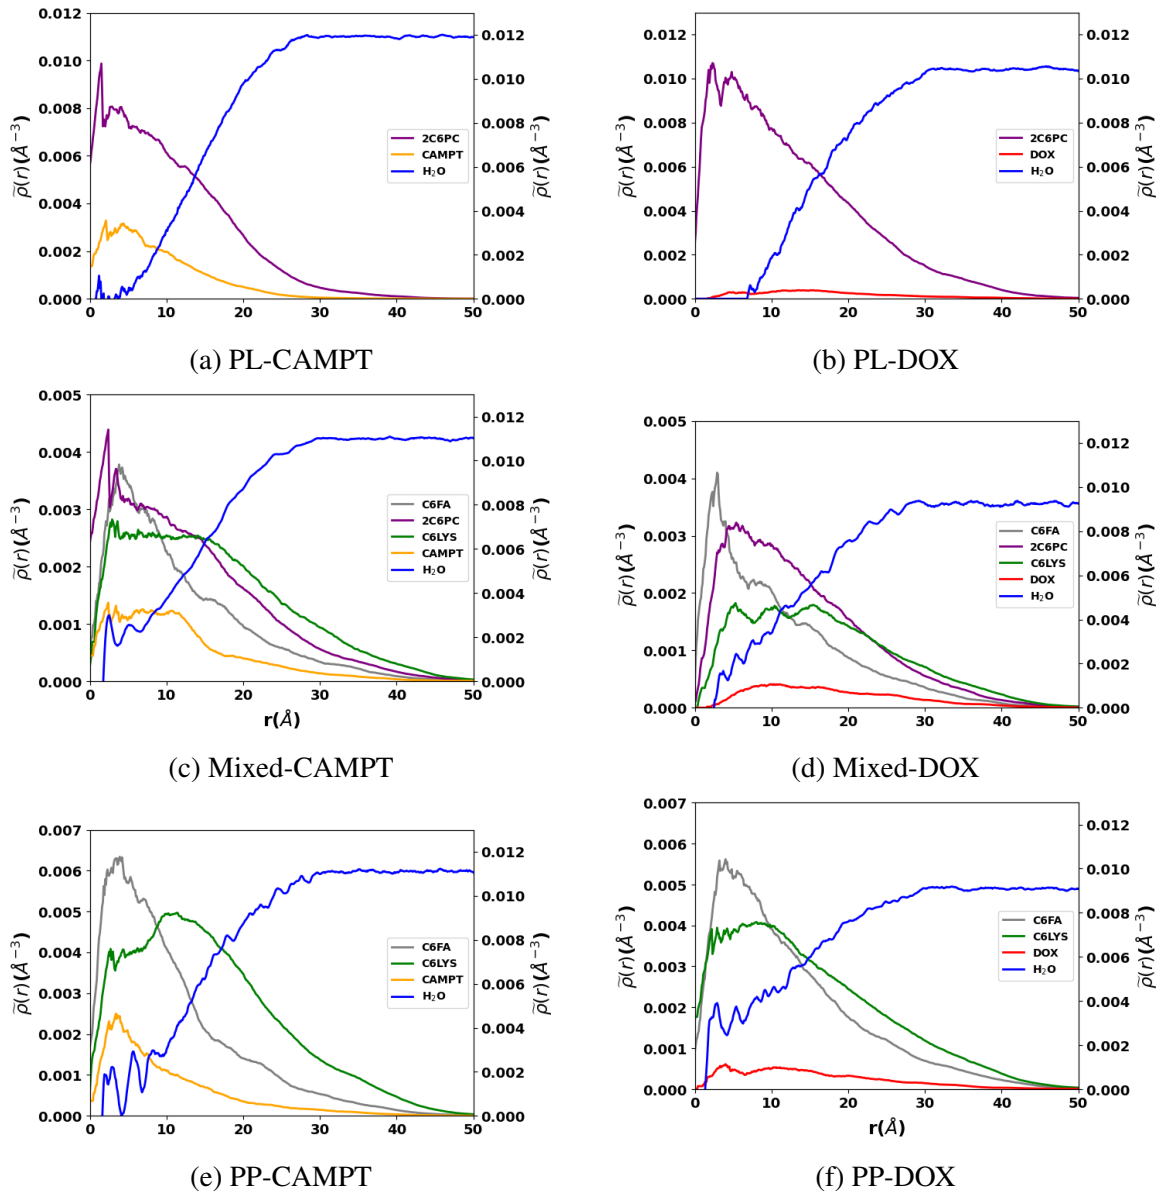 0.012
0.010
0.008
0.006
0.004
0.002
0.000
ρ̃(r)(Å⁻³)
0.012
0.010
0.008
0.006
0.004
0.002
0.000
ρ̃(r)(Å⁻³)
2C6PC
CAMPT
H₂O
0 10 20 30 40 50
(a) PL-CAMPT
0.012
0.010
0.008
0.006
0.004
0.002
0.000
ρ̃(r)(Å⁻³)
0.012
0.010
0.008
0.006
0.004
0.002
0.000
ρ̃(r)(Å⁻³)
2C6PC
DOX
H₂O
0 10 20 30 40 50
(b) PL-DOX
0.005
0.004
0.003
0.002
0.001
0.000
ρ̃(r)(Å⁻³)
0.012
0.010
0.008
0.006
0.004
0.002
0.000
ρ̃(r)(Å⁻³)
C6FA
2C6PC
C6LYS
CAMPT
H₂O
0 10 20 30 40 50
r(Å)
(c) Mixed-CAMPT
0.005
0.004
0.003
0.002
0.001
0.000
ρ̃(r)(Å⁻³)
0.012
0.010
0.008
0.006
0.004
0.002
0.000
ρ̃(r)(Å⁻³)
C6FA
2C6PC
C6LYS
DOX
H₂O
0 10 20 30 40 50
(d) Mixed-DOX
0.007
0.006
0.005
0.004
0.003
0.002
0.001
0.000
ρ̃(r)(Å⁻³)
0.012
0.010
0.008
0.006
0.004
0.002
0.000
ρ̃(r)(Å⁻³)
C6FA
C6LYS
CAMPT
H₂O
0 10 20 30 40 50
(e) PP-CAMPT
0.007
0.006
0.005
0.004
0.003
0.002
0.001
0.000
ρ̃(r)(Å⁻³)
0.012
0.010
0.008
0.006
0.004
0.002
0.000
ρ̃(r)(Å⁻³)
C6FA
C6LYS
DOX
H₂O
0 10 20 30 40 50
r(Å)
(f) PP-DOX